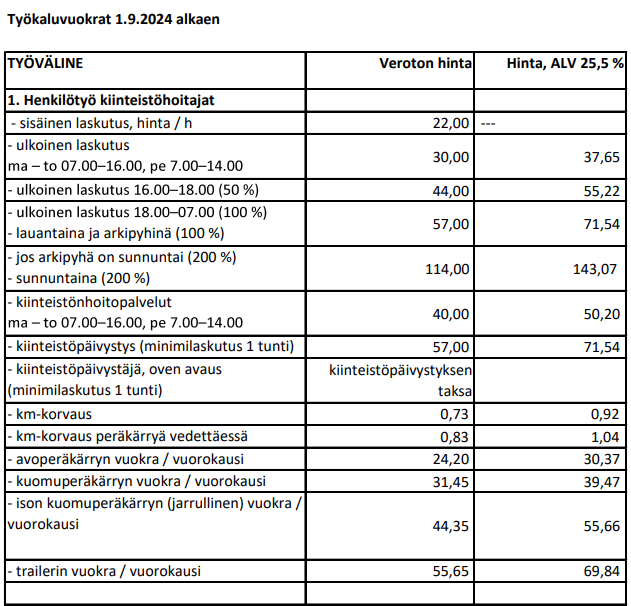 Työkaluvuokrat 1.9.2024 alkaen
TYÖVÄLINE Veroton hinta Hinta, ALV 25,5 %
1. Henkilötyö kiinteistöhoitajat
- sisäinen laskutus, hinta / h 22,00 ---
- ulkoinen laskutus
ma – to 07.00–16.00, pe 7.00–14.00 30,00 37,65
- ulkoinen laskutus 16.00–18.00 (50 %) 44,00 55,22
- ulkoinen laskutus 18.00–07.00 (100 %)
- lauantaina ja arkipyhinä (100 %) 57,00 71,54
- jos arkipyhä on sunnuntai (200 %)
- sunnuntaina (200 %) 114,00 143,07
- kiinteistönhoitopalvelut
ma – to 07.00–16.00, pe 7.00–14.00 40,00 50,20
- kiinteistöpäivystys (minimilaskutus 1 tunti) 57,00 71,54
- kiinteistöpäivystäjä, oven avaus kiinteistöpäivystyksen
(minimilaskutus 1 tunti) taksa
- km-korvaus 0,73 0,92
- km-korvaus peräkärryä vedettäessä 0,83 1,04
- avoperäkärryn vuokra / vuorokausi 24,20 30,37
- kuomuperäkärryn vuokra / vuorokausi 31,45 39,47
- ison kuomuperäkärryn (jarrullinen) vuokra /
vuorokausi 44,35 55,66
- trailerin vuokra / vuorokausi 55,65 69,84